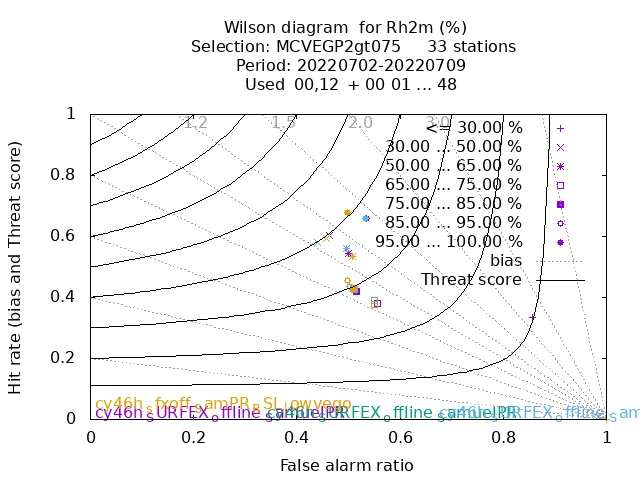 Wilson diagram for Rh2m (%)
Selection: MCVEGP2gt075 33 stations
Period: 20220702-20220709
Used 00,12 + 00 01 ... 48
Hit rate (bias and Threat score)
1
0.8
0.6
0.4
0.2
0
1.2 1.5 2.0 3.0
<= 30.00 %
30.00 ... 50.00 %
50.00 ... 65.00 %
65.00 ... 75.00 %
75.00 ... 85.00 %
85.00 ... 95.00 %
95.00 ... 100.00 %
bias
Threat score
cy46h_sfxoff_samPR_RSL_lowvego
cy46h_SURFEX_offline_sampleIPR
0 0.2 0.4 0.6 0.8 1
False alarm ratio